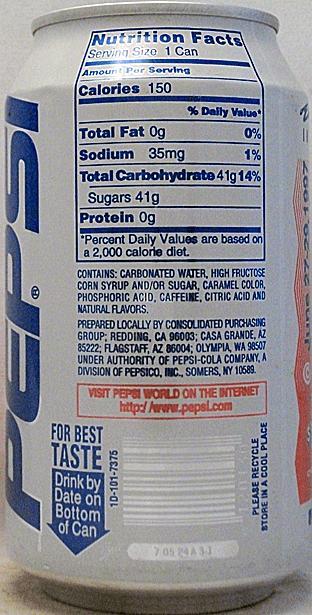 Nutrition Facts
Serving Size 1 Can
Amount Per Serving
Calories 150
% Daily Value*
Total Fat 0g 0%
Sodium 35mg 1%
Total Carbohydrate 41g 14%
Sugars 41g
Protein 0g
*Percent Daily Values are based on
a 2,000 calorie diet.
CONTAINS: CARBONATED WATER, HIGH FRUCTOSE
CORN SYRUP AND/OR SUGAR, CARAMEL COLOR,
PHOSPHORIC ACID, CAFFEINE, CITRIC ACID AND
NATURAL FLAVORS.
PREPARED LOCALLY BY CONSOLIDATED PURCHASING
GROUP; REDDING, CA 96003; CASA GRANDE, AZ
85222; FLAGSTAFF, AZ 86004; OLYMPIA, WA 98507
UNDER AUTHORITY OF PEPSI-COLA COMPANY, A
DIVISION OF PEPSICO, INC., SOMERS, NY 10589.
VISIT PEPSI WORLD ON THE INTERNET
http://www.pepsi.com
FOR BEST
TASTE
Drink by
Date on
Bottom
of Can
10-101-7375
PLEASE RECYCLE
STORE IN A COOL PLACE
PEPSI®
June 27-29, 1997